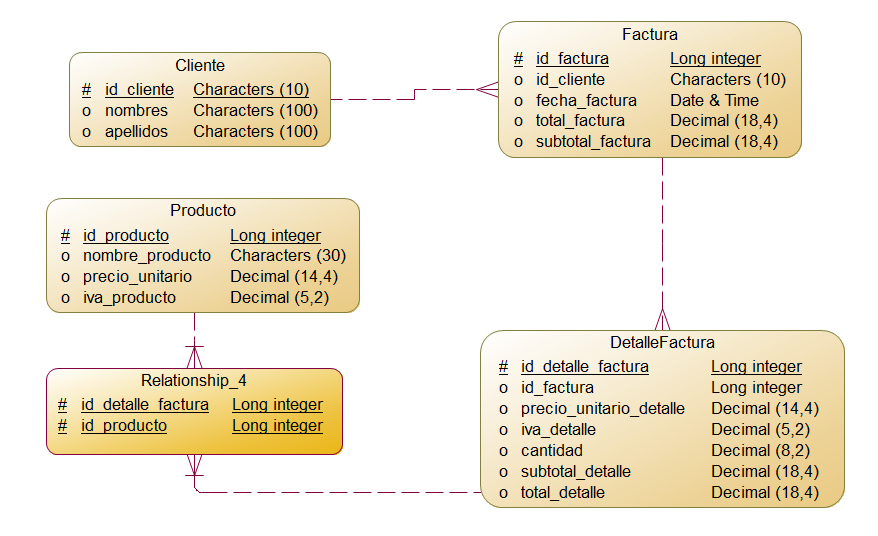 Cliente
# id_cliente Characters (10)
o nombres Characters (100)
o apellidos Characters (100)
Factura
# id_factura Long integer
o id_cliente Characters (10)
o fecha_factura Date & Time
o total_factura Decimal (18,4)
o subtotal_factura Decimal (18,4)
Producto
# id_producto Long integer
o nombre_producto Characters (30)
o precio_unitario Decimal (14,4)
o iva_producto Decimal (5,2)
Relationship_4
# id_detalle_factura Long integer
# id_producto Long integer
DetalleFactura
# id_detalle_factura Long integer
o id_factura Long integer
o precio_unitario_detalle Decimal (14,4)
o iva_detalle Decimal (5,2)
o cantidad Decimal (8,2)
o subtotal_detalle Decimal (18,4)
o total_detalle Decimal (18,4)